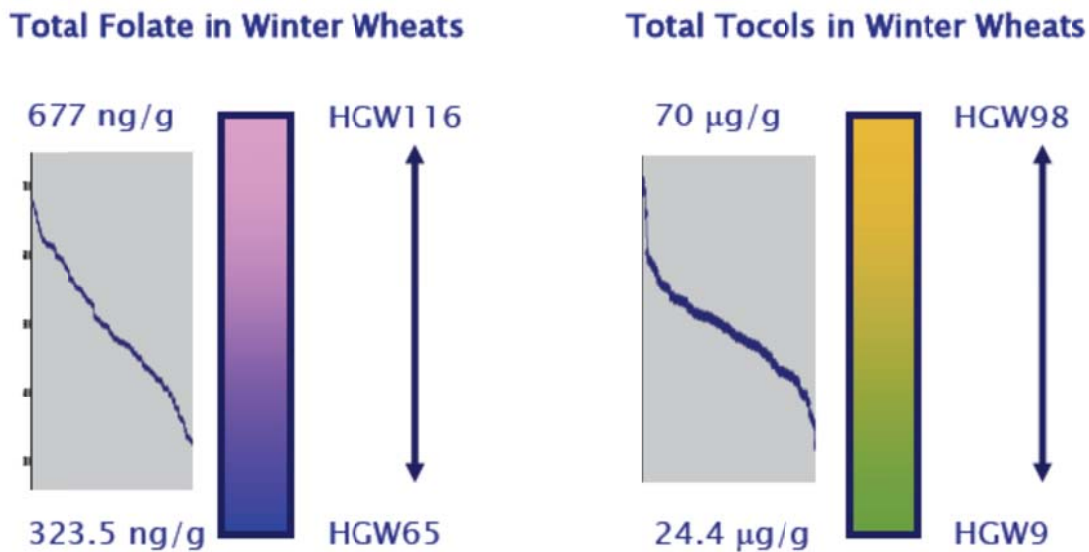 Total Folate in Winter Wheats
677 ng/g
HGW116
323.5 ng/g
HGW65
Total Tocols in Winter Wheats
70 μg/g
HGW98
24.4 μg/g
HGW9